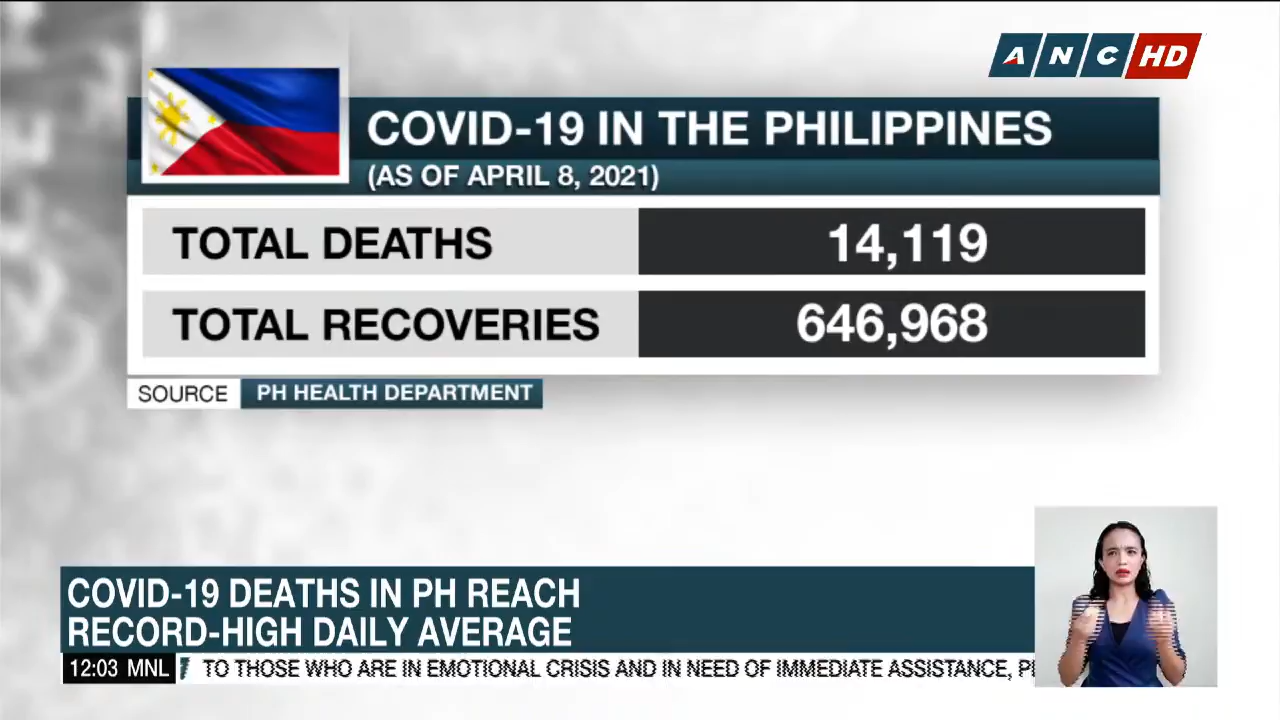 ANC HD
COVID-19 IN THE PHILIPPINES
(AS OF APRIL 8, 2021)
TOTAL DEATHS 14,119
TOTAL RECOVERIES 646,968
SOURCE PH HEALTH DEPARTMENT
COVID-19 DEATHS IN PH REACH
RECORD-HIGH DAILY AVERAGE
12:03 MNL TO THOSE WHO ARE IN EMOTIONAL CRISIS AND IN NEED OF IMMEDIATE ASSISTANCE,